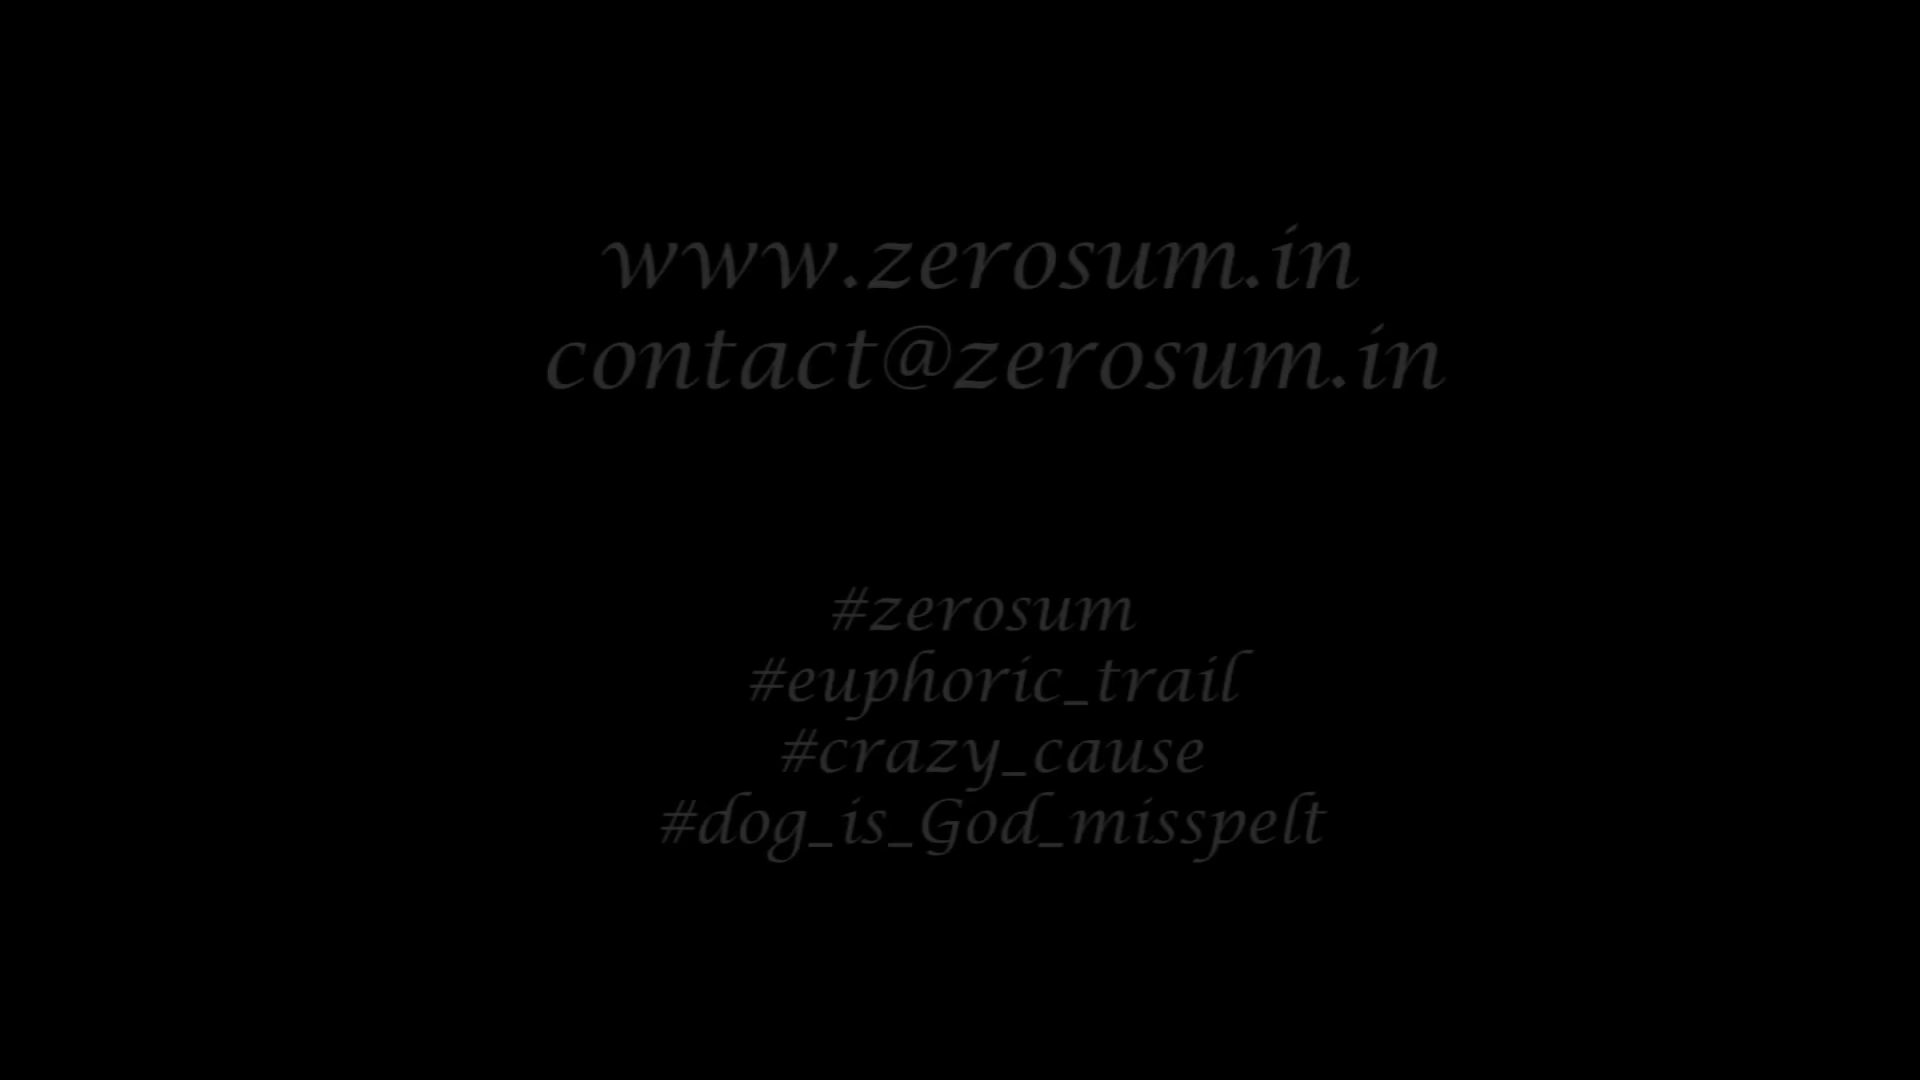 www.zerosum.in
contact@zerosum.in
#zerosum
#euphoric_trail
#crazy_cause
#dog_is_God_misspelt